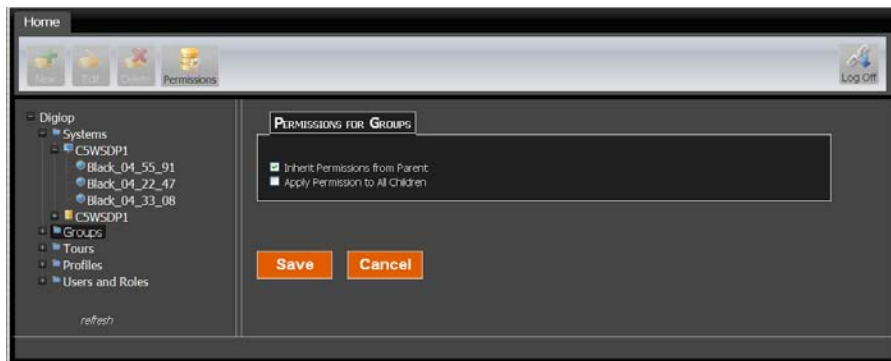 Home
New Edit Delete Permissions Log Off
Digiop
Systems
C5WSDP1
Black_04_55_91
Black_04_22_47
Black_04_33_08
C5WSDP1
Groups
Tours
Profiles
Users and Roles
refresh
PERMISSIONS FOR GROUPS
Inherit Permissions from Parent
Apply Permission to All Children
Save Cancel